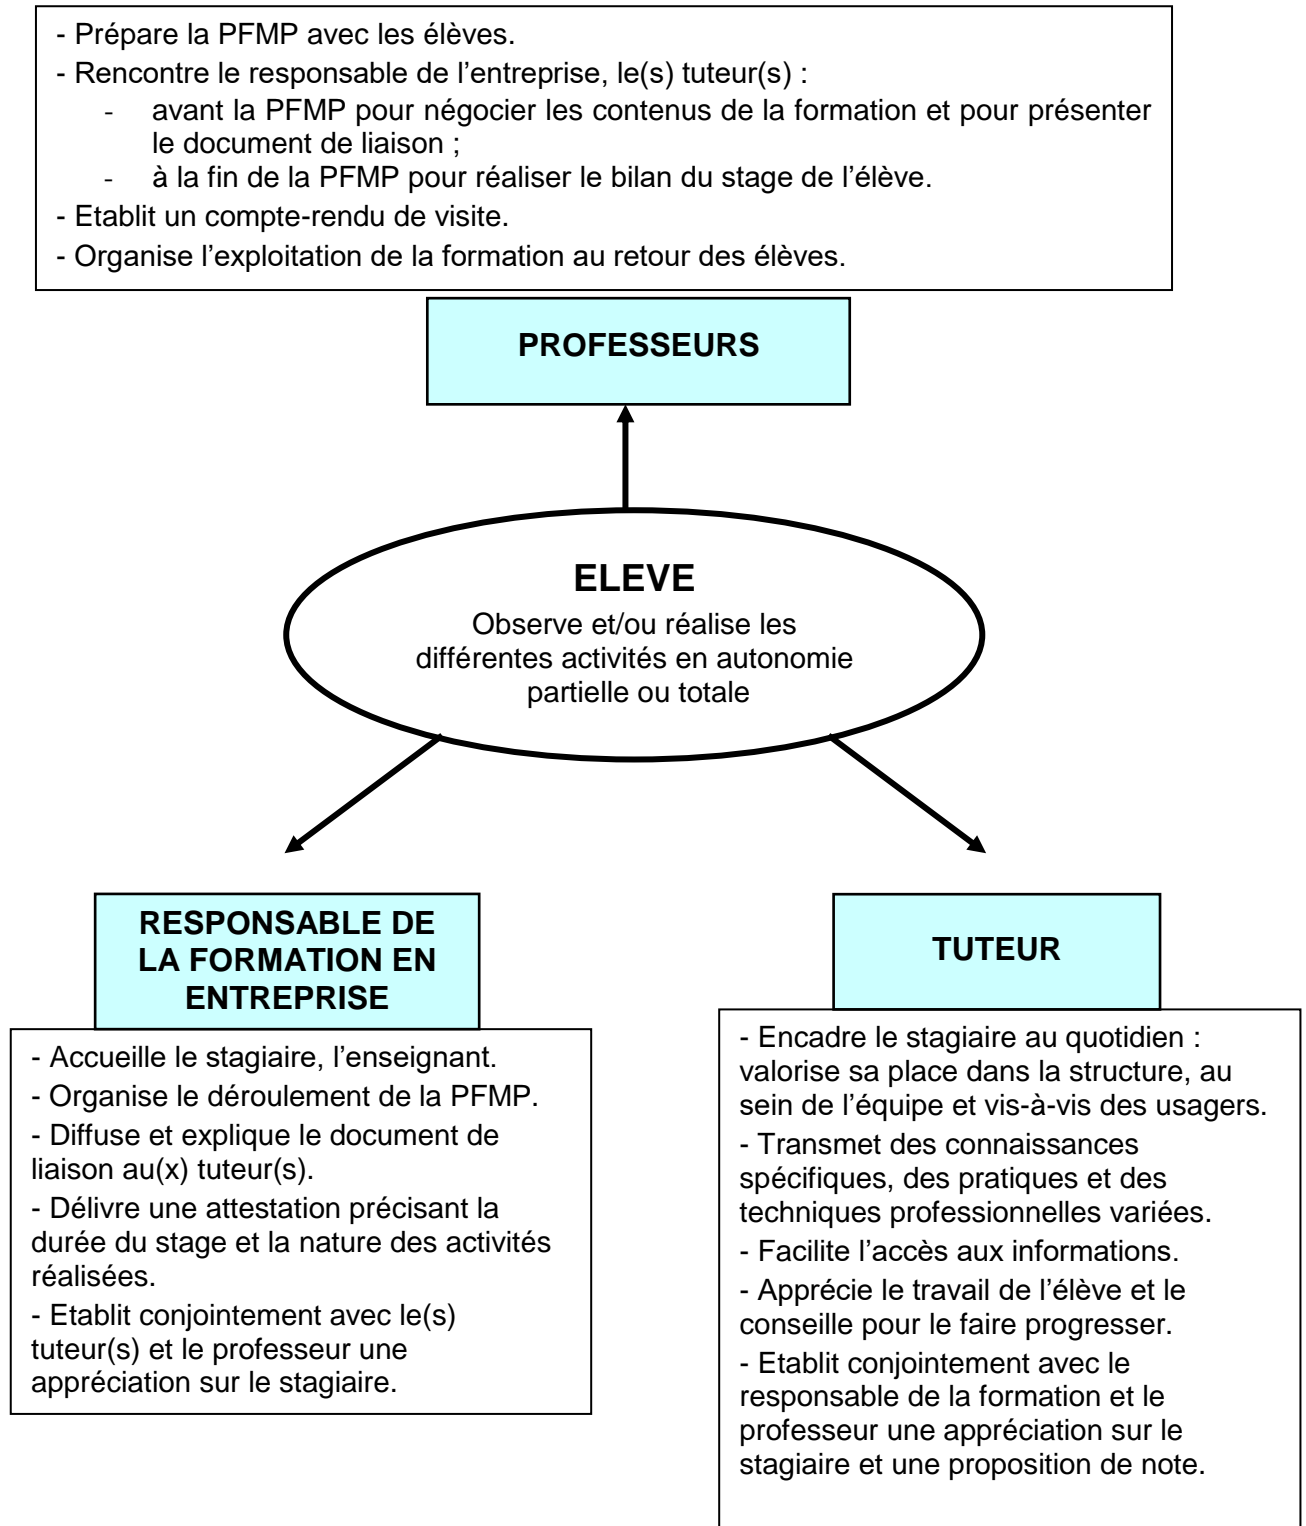 - Prépare la PFMP avec les élèves.
- Rencontre le responsable de l’entreprise, le(s) tuteur(s) :
- avant la PFMP pour négocier les contenus de la formation et pour présenter
le document de liaison ;
- à la fin de la PFMP pour réaliser le bilan du stage de l’élève.
- Etablit un compte-rendu de visite.
- Organise l’exploitation de la formation au retour des élèves.
PROFESSEURS
ELEVE
Observe et/ou réalise les
différentes activités en autonomie
partielle ou totale
RESPONSABLE DE
LA FORMATION EN
ENTREPRISE
- Accueille le stagiaire, l’enseignant.
- Organise le déroulement de la PFMP.
- Diffuse et explique le document de
liaison au(x) tuteur(s).
- Délivre une attestation précisant la
durée du stage et la nature des activités
réalisées.
- Etablit conjointement avec le(s)
tuteur(s) et le professeur une
appréciation sur le stagiaire.
TUTEUR
- Encadre le stagiaire au quotidien :
valorise sa place dans la structure, au
sein de l’équipe et vis-à-vis des usagers.
- Transmet des connaissances
spécifiques, des pratiques et des
techniques professionnelles variées.
- Facilite l’accès aux informations.
- Apprécie le travail de l’élève et le
conseille pour le faire progresser.
- Etablit conjointement avec le
responsable de la formation et le
professeur une appréciation sur le
stagiaire et une proposition de note.